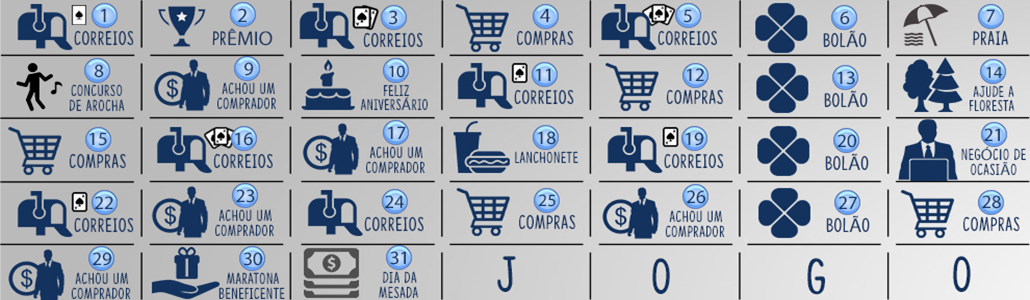 1 CORREIOS
2 PRÊMIO
3 CORREIOS
4 COMPRAS
5 CORREIOS
6 BOLÃO
7 PRAIA
8 CONCURSO DE AROCHA
9 ACHOU UM COMPRADOR
10 FELIZ ANIVERSÁRIO
11 CORREIOS
12 COMPRAS
13 BOLÃO
14 AJUDE A FLORESTA
15 COMPRAS
16 CORREIOS
17 ACHOU UM COMPRADOR
18 LANCHONETE
19 CORREIOS
20 BOLÃO
21 NEGÓCIO DE OCASIÃO
22 CORREIOS
23 ACHOU UM COMPRADOR
24 CORREIOS
25 COMPRAS
26 ACHOU UM COMPRADOR
27 BOLÃO
28 COMPRAS
29 ACHOU UM COMPRADOR
30 MARATONA BENEFICENTE
31 DIA DA MESADA
J O G O